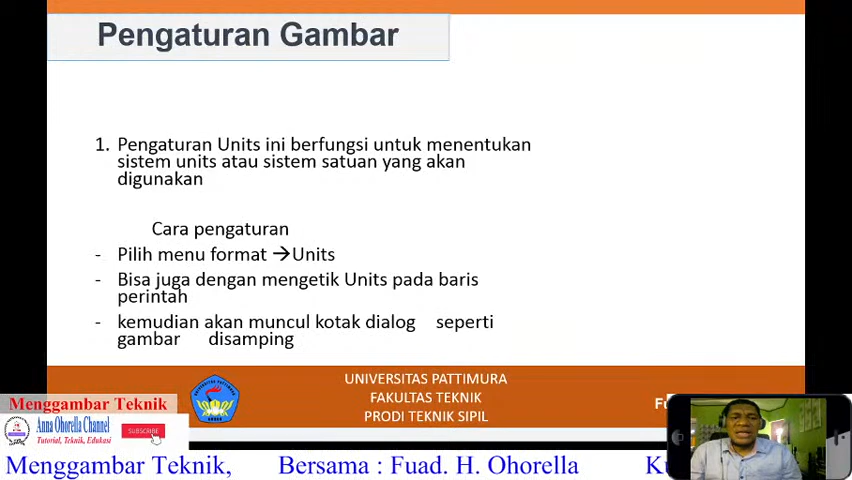 Pengaturan Gambar
1. Pengaturan Units ini berfungsi untuk menentukan
sistem units atau sistem satuan yang akan
digunakan
Cara pengaturan
- Pilih menu format →Units
- Bisa juga dengan mengetik Units pada baris
perintah
- kemudian akan muncul kotak dialog seperti
gambar disamping
UNIVERSITAS PATTIMURA
FAKULTAS TEKNIK
PRODI TEKNIK SIPIL
Menggambar Teknik
Anna Ohorella Channel
Tutorial, Teknik, Edukasi
SUBSCRIBE
Menggambar Teknik, Bersama : Fuad. H. Ohorella